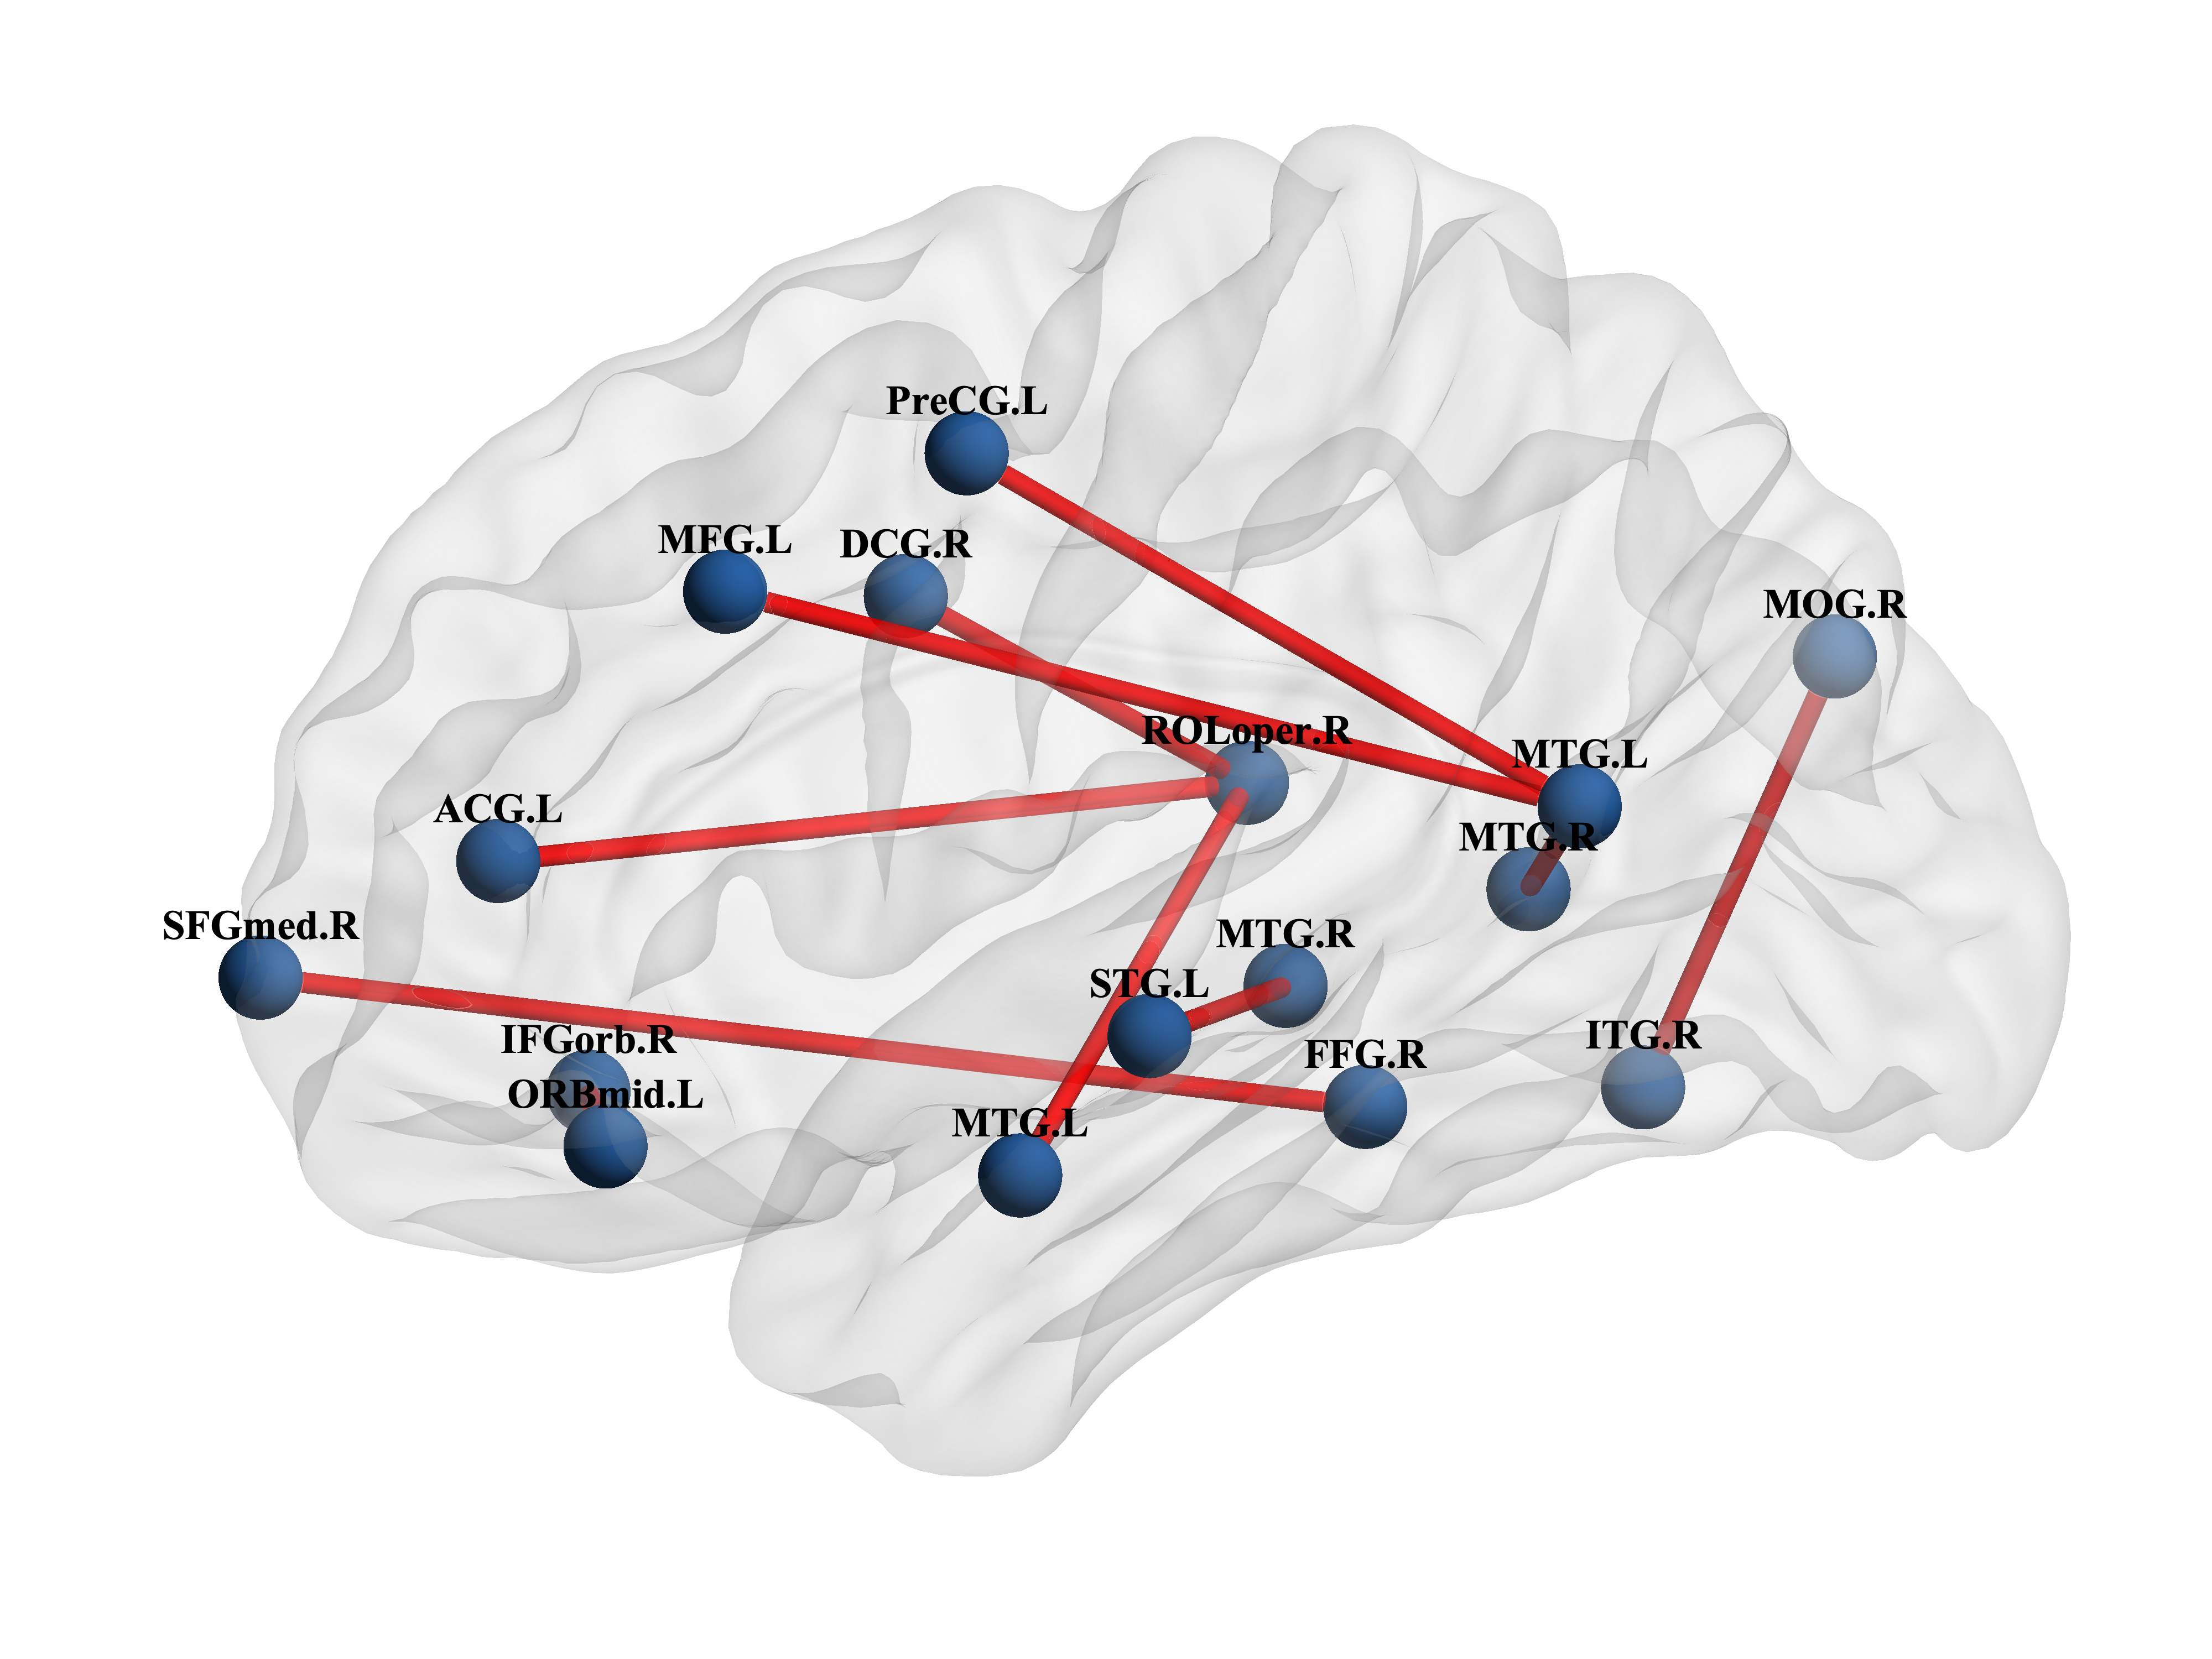 PreCG.L
MFG.L
DCG.R
MOG.R
ROLoper.R
MTG.L
ACG.L
MTG.R
SFGmed.R
MTG.R
STG.L
IFGorb.R
FFG.R
ITG.R
ORBmid.L
MTG.L